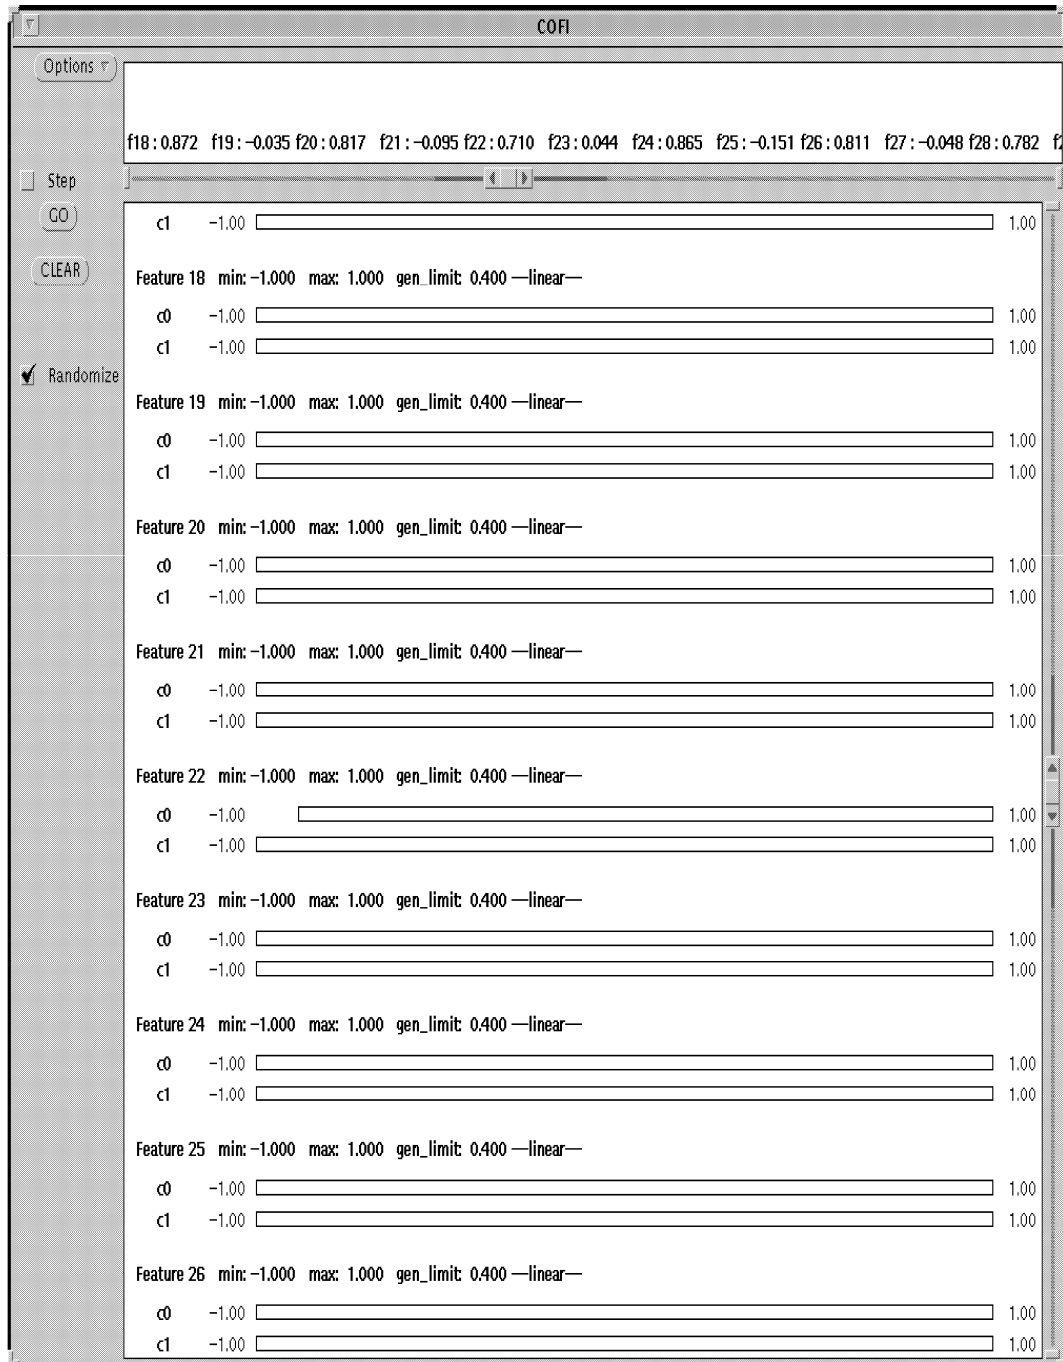 COFI
Options
f18 : 0.872 f19 : -0.035 f20 : 0.817 f21 : -0.095 f22 : 0.710 f23 : 0.044 f24 : 0.865 f25 : -0.151 f26 : 0.811 f27 : -0.048 f28 : 0.782
Step
GO
CLEAR
Randomize
c1 -1.00 1.00
Feature 18 min: -1.000 max: 1.000 gen_limit: 0.400 —linear—
c0 -1.00 1.00
c1 -1.00 1.00
Feature 19 min: -1.000 max: 1.000 gen_limit: 0.400 —linear—
c0 -1.00 1.00
c1 -1.00 1.00
Feature 20 min: -1.000 max: 1.000 gen_limit: 0.400 —linear—
c0 -1.00 1.00
c1 -1.00 1.00
Feature 21 min: -1.000 max: 1.000 gen_limit: 0.400 —linear—
c0 -1.00 1.00
c1 -1.00 1.00
Feature 22 min: -1.000 max: 1.000 gen_limit: 0.400 —linear—
c0 -1.00 1.00
c1 -1.00 1.00
Feature 23 min: -1.000 max: 1.000 gen_limit: 0.400 —linear—
c0 -1.00 1.00
c1 -1.00 1.00
Feature 24 min: -1.000 max: 1.000 gen_limit: 0.400 —linear—
c0 -1.00 1.00
c1 -1.00 1.00
Feature 25 min: -1.000 max: 1.000 gen_limit: 0.400 —linear—
c0 -1.00 1.00
c1 -1.00 1.00
Feature 26 min: -1.000 max: 1.000 gen_limit: 0.400 —linear—
c0 -1.00 1.00
c1 -1.00 1.00